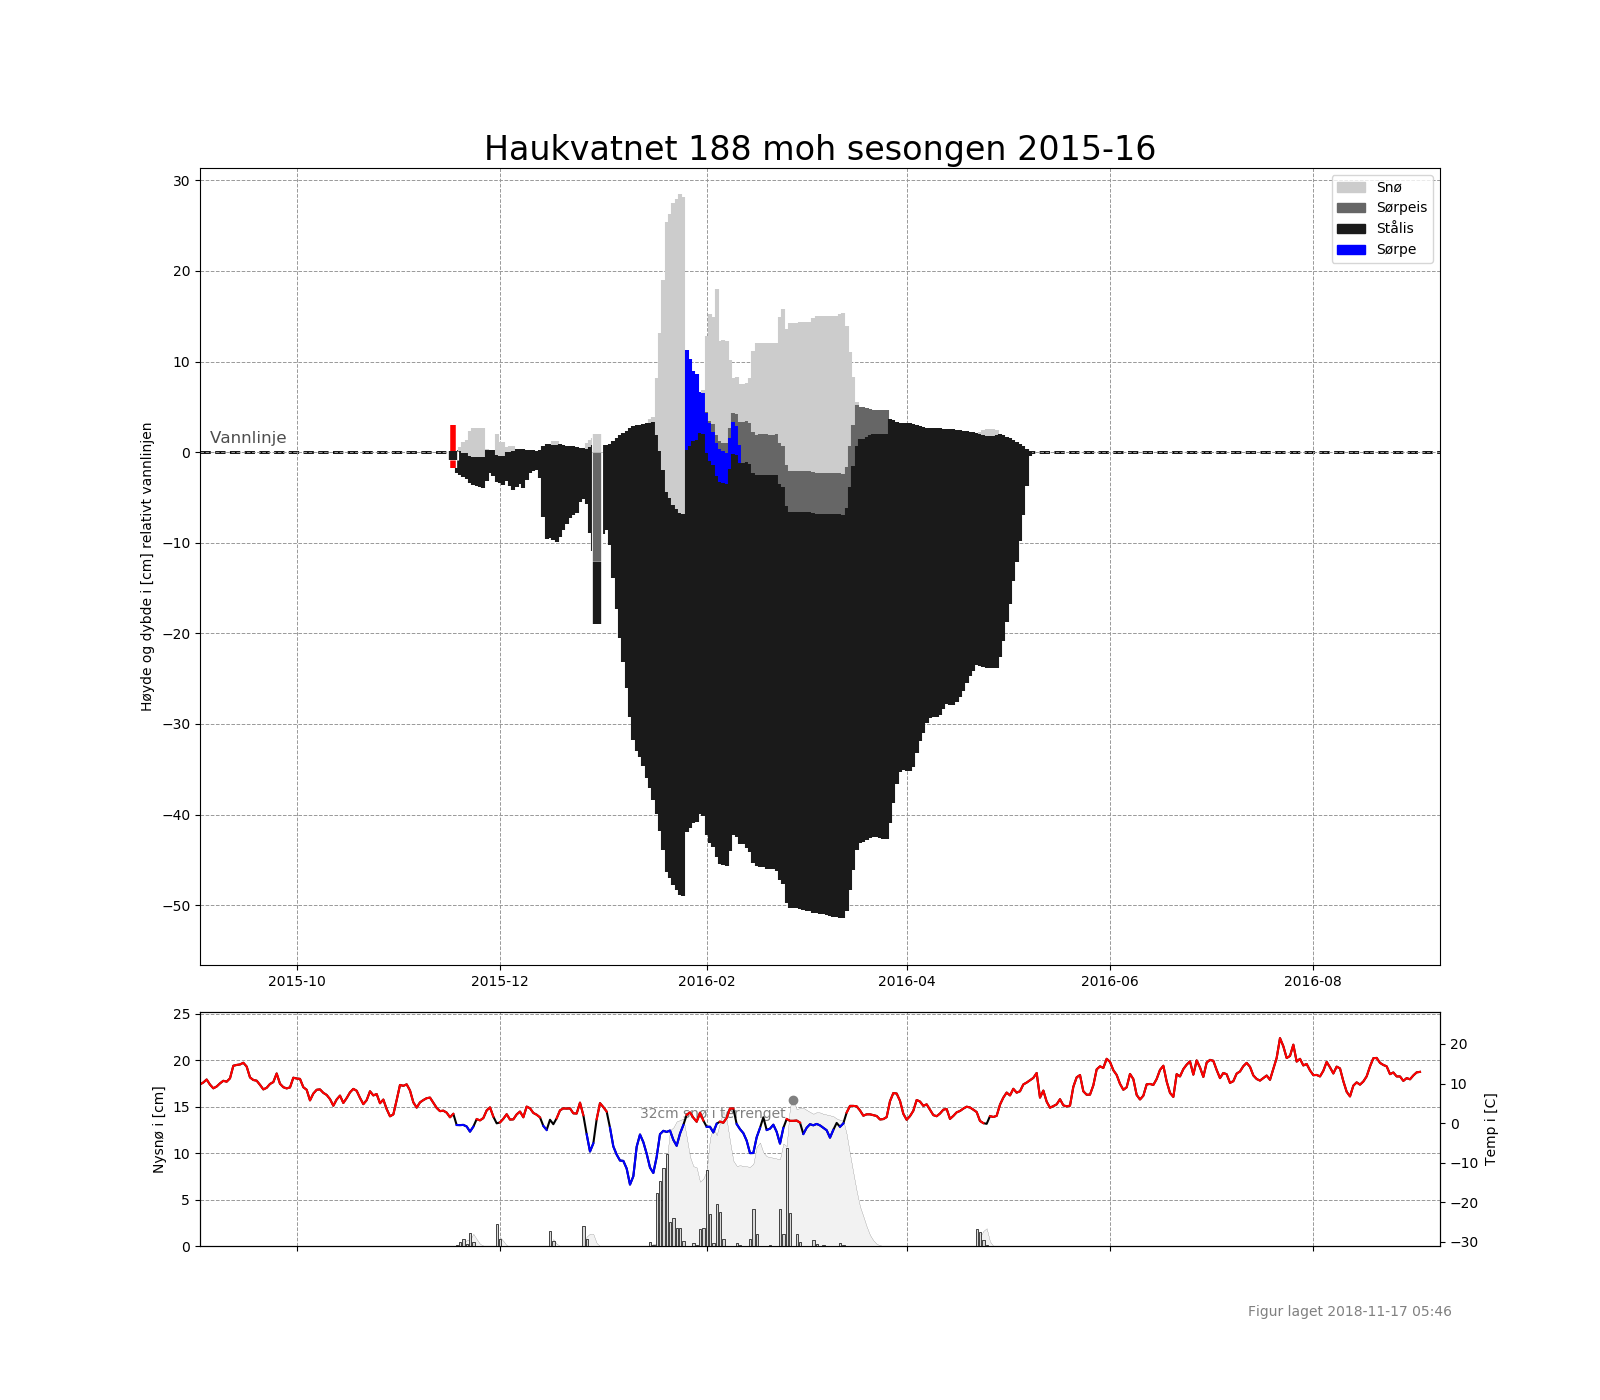 Haukvatnet 188 moh sesongen 2015-16
Høyde og dybde i [cm] relativt vannlinjen
30
20
10
0
−10
−20
−30
−40
−50
Vannlinje
Snø
Sørpeis
Stålis
Sørpe
2015-10 2015-12 2016-02 2016-04 2016-06 2016-08
Nysnø i [cm]
25
20
15
10
5
0
32cm snø i terrenget
20
10
0
−10
−20
−30
Temp i [C]
Figur laget 2018-11-17 05:46